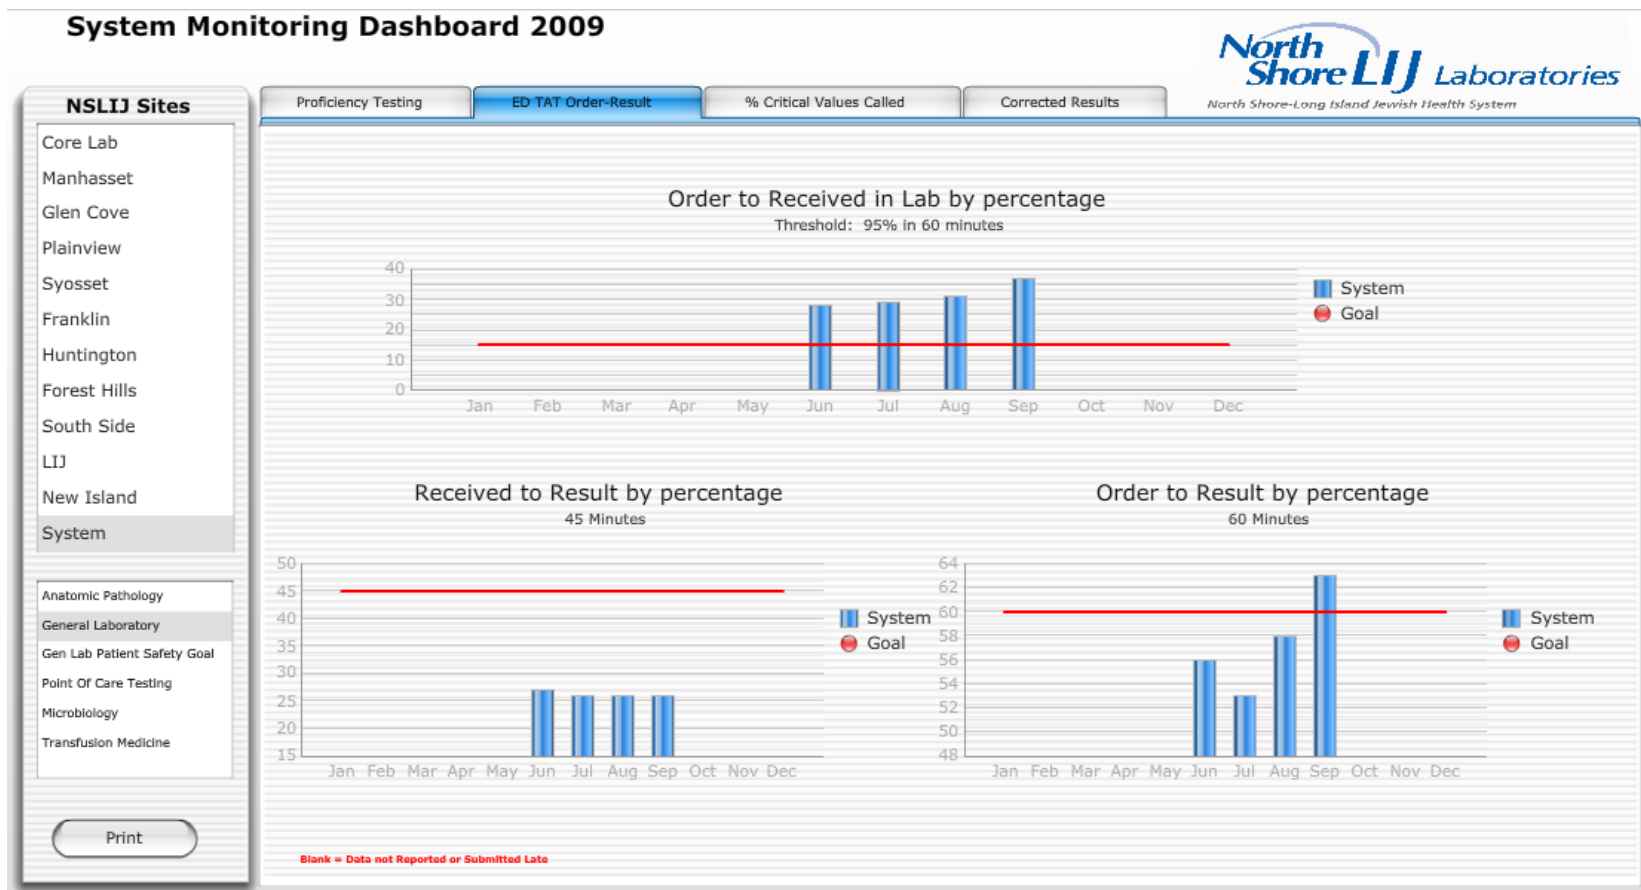 System Monitoring Dashboard 2009
North
Shore LIJ Laboratories
North Shore-Long Island Jewish Health System
NSLIJ Sites
Core Lab
Manhasset
Glen Cove
Plainview
Syosset
Franklin
Huntington
Forest Hills
South Side
LIJ
New Island
System
Anatomic Pathology
General Laboratory
Gen Lab Patient Safety Goal
Point Of Care Testing
Microbiology
Transfusion Medicine
Print
Proficiency Testing
ED TAT Order-Result
% Critical Values Called
Corrected Results
Order to Received in Lab by percentage
Threshold: 95% in 60 minutes
40
30
20
10
0
Jan Feb Mar Apr May Jun Jul Aug Sep Oct Nov Dec
System
Goal
Received to Result by percentage
45 Minutes
50
45
40
35
30
25
20
15
Jan Feb Mar Apr May Jun Jul Aug Sep Oct Nov Dec
System
Goal
Order to Result by percentage
60 Minutes
64
62
60
58
56
54
52
50
48
Jan Feb Mar Apr May Jun Jul Aug Sep Oct Nov Dec
System
Goal
Blank = Data not Reported or Submitted Late